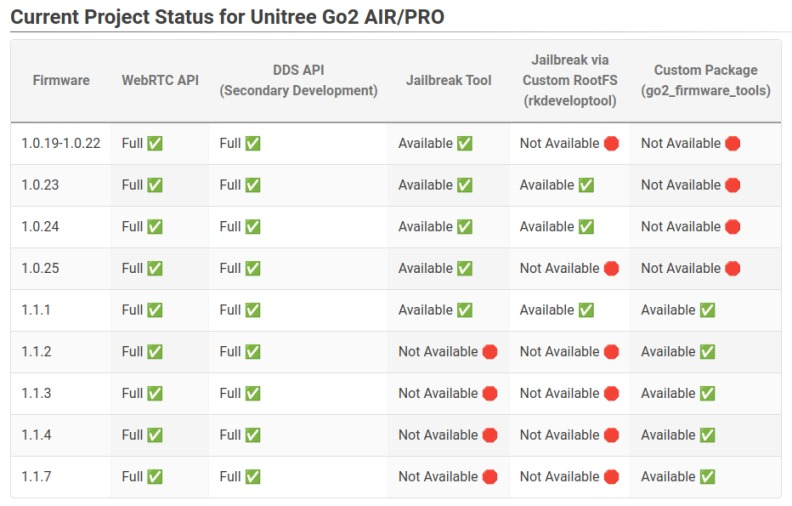 Current Project Status for Unitree Go2 AIR/PRO
Firmware WebRTC API DDS API (Secondary Development) Jailbreak Tool Jailbreak via Custom RootFS (rkdeveloptool) Custom Package (go2_firmware_tools)
1.0.19-1.0.22 Full ✅ Full ✅ Available ✅ Not Available 🛑 Not Available 🛑
1.0.23 Full ✅ Full ✅ Available ✅ Available ✅ Not Available 🛑
1.0.24 Full ✅ Full ✅ Available ✅ Available ✅ Not Available 🛑
1.0.25 Full ✅ Full ✅ Available ✅ Not Available 🛑 Not Available 🛑
1.1.1 Full ✅ Full ✅ Available ✅ Available ✅ Available ✅
1.1.2 Full ✅ Full ✅ Not Available 🛑 Not Available 🛑 Available ✅
1.1.3 Full ✅ Full ✅ Not Available 🛑 Not Available 🛑 Available ✅
1.1.4 Full ✅ Full ✅ Not Available 🛑 Not Available 🛑 Available ✅
1.1.7 Full ✅ Full ✅ Not Available 🛑 Not Available 🛑 Available ✅